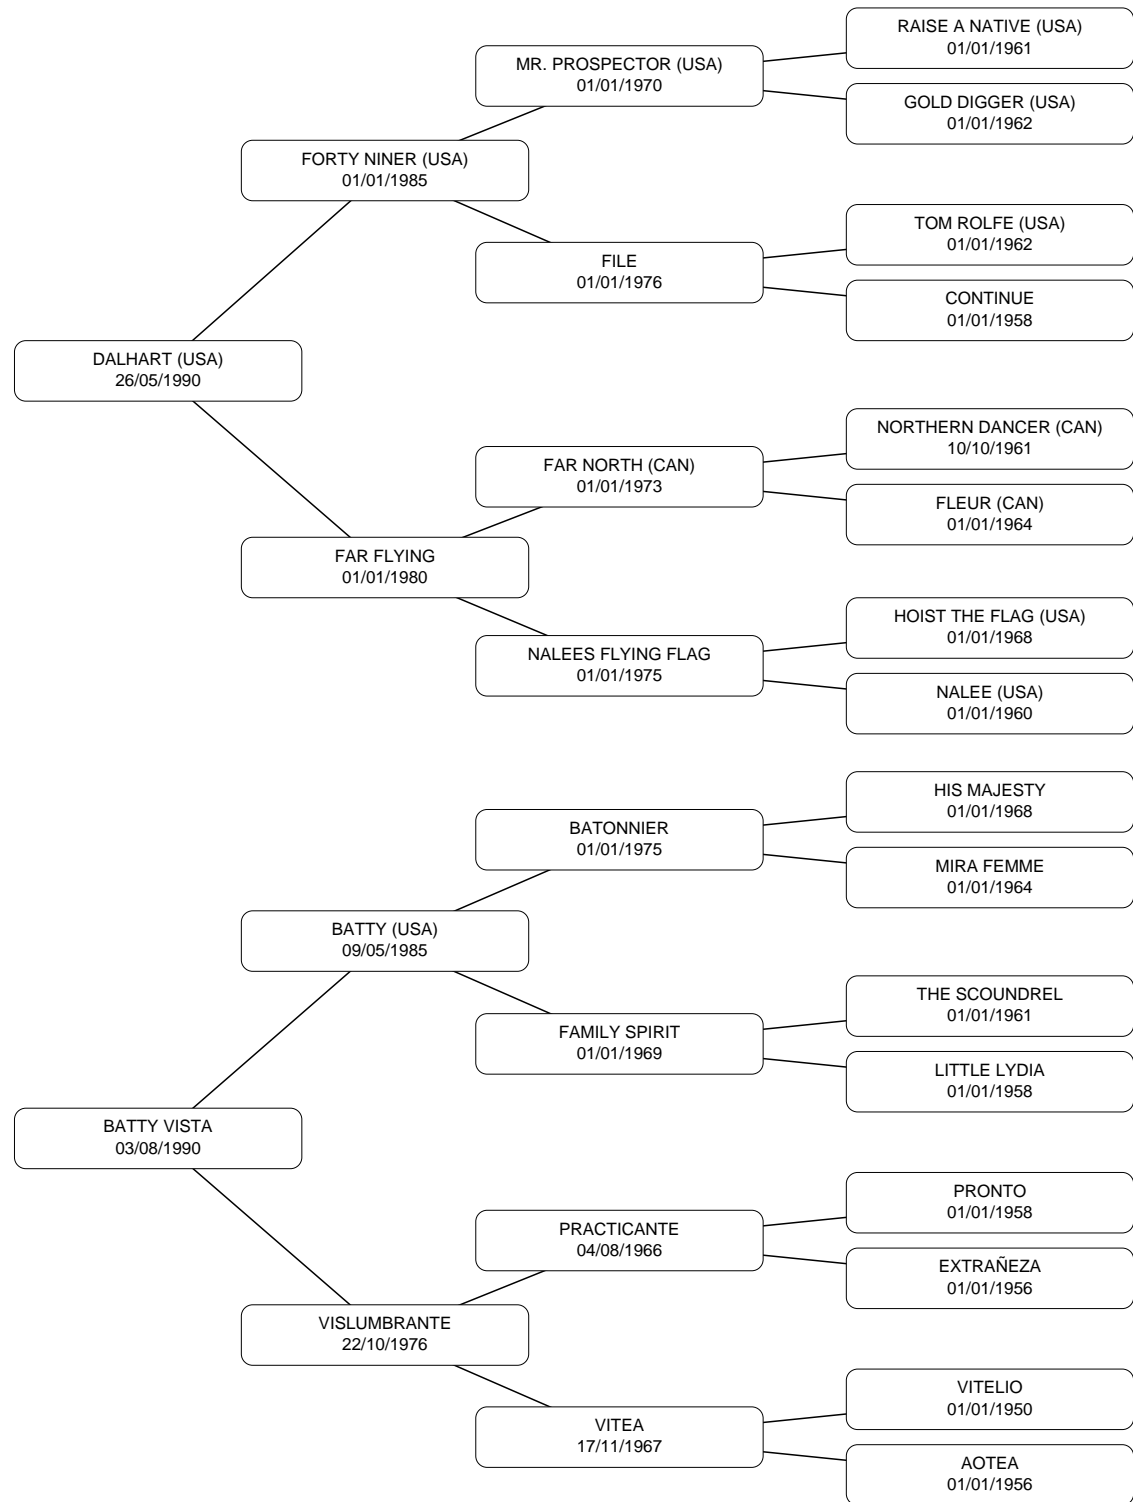 RAISE A NATIVE (USA)
01/01/1961
MR. PROSPECTOR (USA)
01/01/1970
GOLD DIGGER (USA)
01/01/1962
FORTY NINER (USA)
01/01/1985
TOM ROLFE (USA)
01/01/1962
FILE
01/01/1976
CONTINUE
01/01/1958
DALHART (USA)
26/05/1990
NORTHERN DANCER (CAN)
10/10/1961
FAR NORTH (CAN)
01/01/1973
FLEUR (CAN)
01/01/1964
FAR FLYING
01/01/1980
HOIST THE FLAG (USA)
01/01/1968
NALEES FLYING FLAG
01/01/1975
NALEE (USA)
01/01/1960
HIS MAJESTY
01/01/1968
BATONNIER
01/01/1975
MIRA FEMME
01/01/1964
BATTY (USA)
09/05/1985
THE SCOUNDREL
01/01/1961
FAMILY SPIRIT
01/01/1969
LITTLE LYDIA
01/01/1958
BATTY VISTA
03/08/1990
PRONTO
01/01/1958
PRACTICANTE
04/08/1966
EXTRAÑEZA
01/01/1956
VISLUMBRANTE
22/10/1976
VITELIO
01/01/1950
VITEA
17/11/1967
AOTEA
01/01/1956